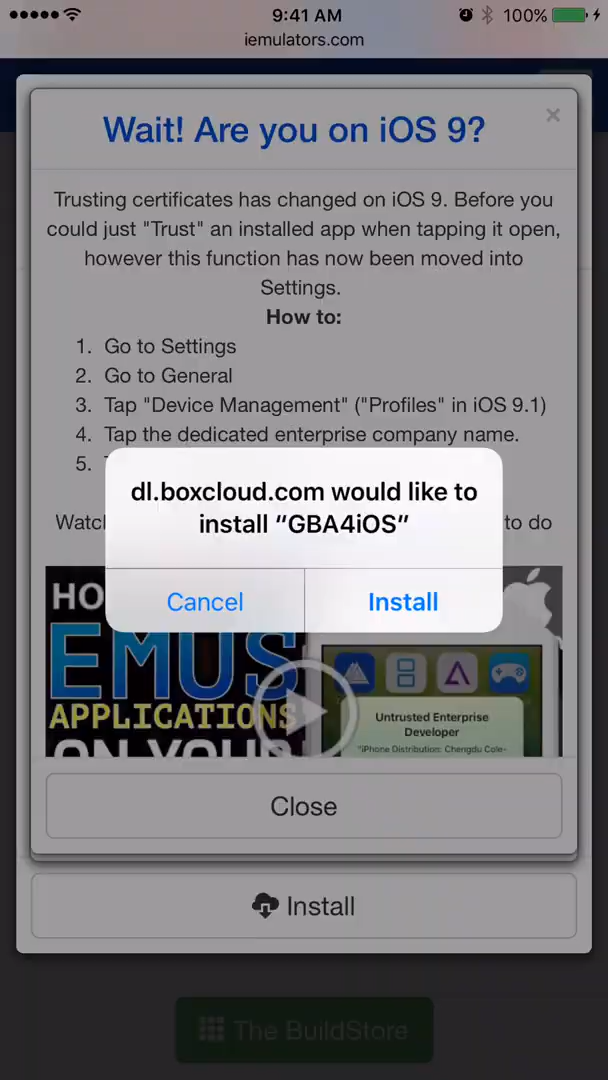 9:41 AM
100%
iemulators.com
Wait! Are you on iOS 9?
×
Trusting certificates has changed on iOS 9. Before you
could just "Trust" an installed app when tapping it open,
however this function has now been moved into
Settings.
How to:
1. Go to Settings
2. Go to General
3. Tap "Device Management" ("Profiles" in iOS 9.1)
4. Tap the dedicated enterprise company name.
5.
dl.boxcloud.com would like to
install “GBA4iOS”
to do
Cancel
Install
HO
EMUS
APPLICATIONS
ON YOUR
Untrusted Enterprise
Developer
"iPhone Distribution: Chengdu Cole-
Close
Install
The BuildStore